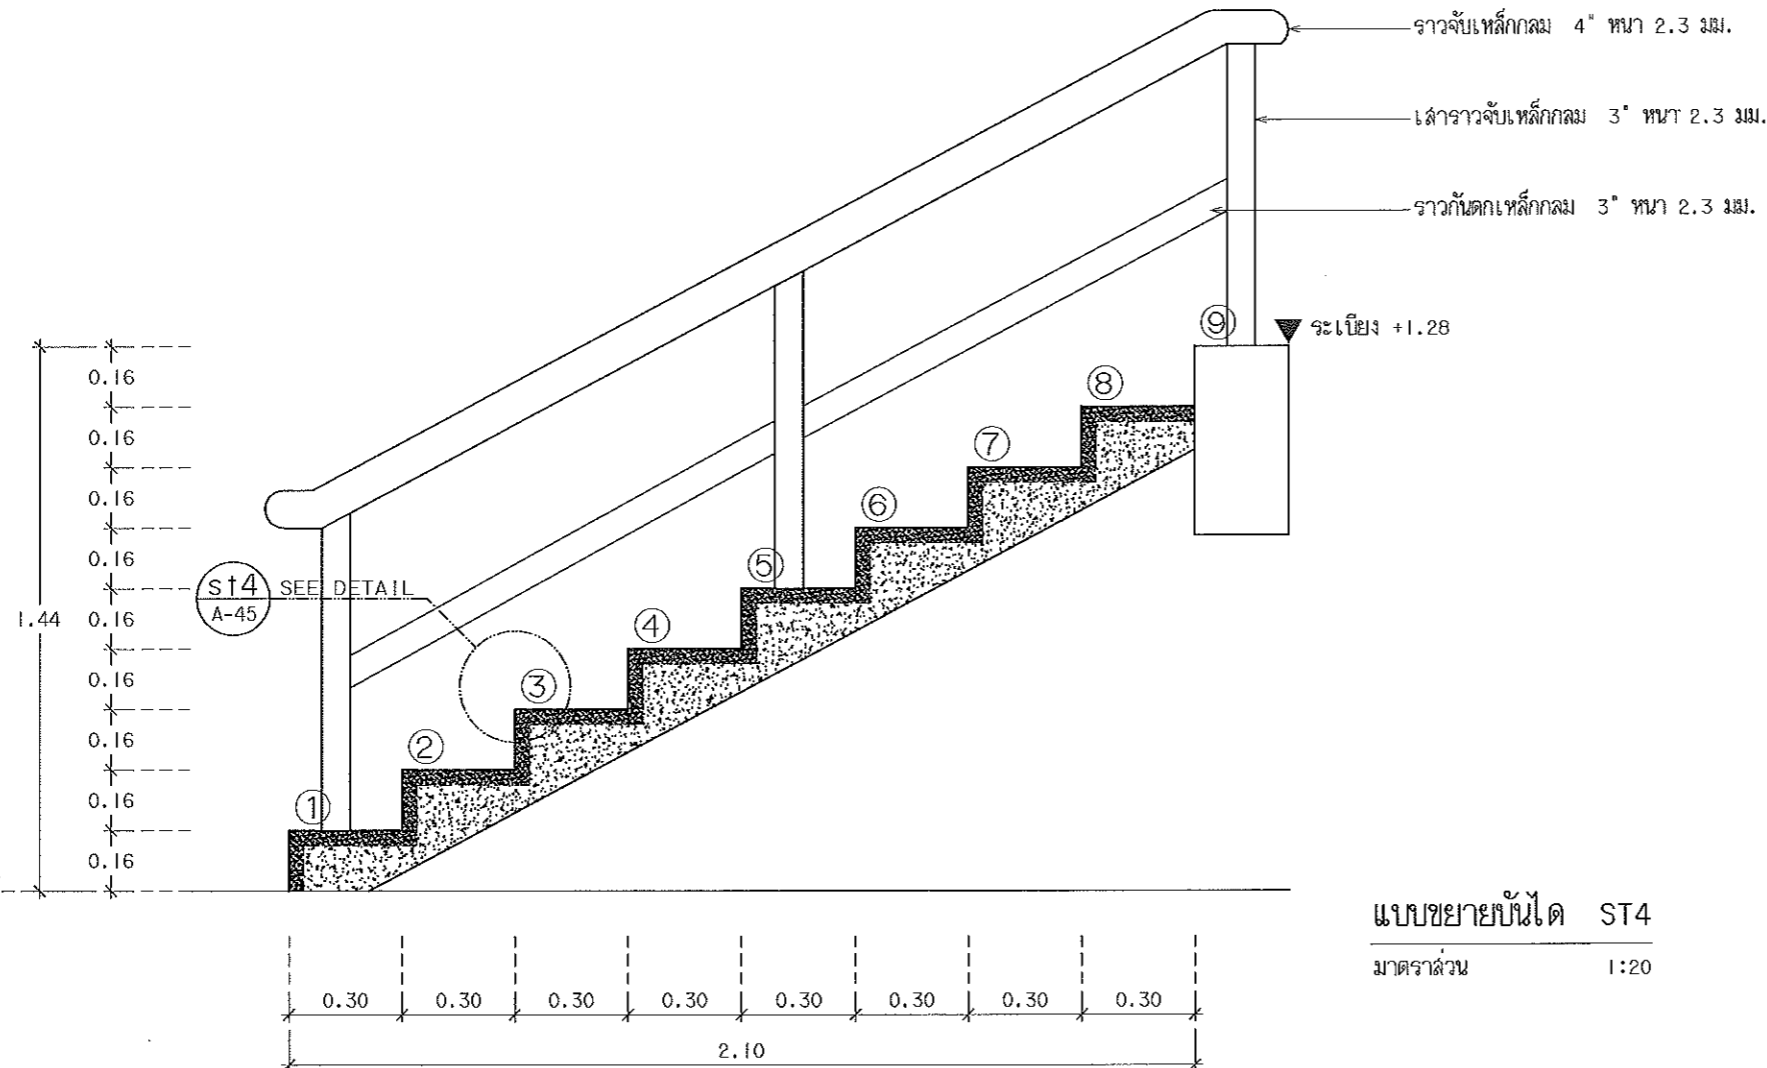 ราวจับเหล็กกลม 4" หนา 2.3 มม.
เสาราวจับเหล็กกลม 3" หนา 2.3 มม.
ราวกันตกเหล็กกลม 3" หนา 2.3 มม.
9
ระเบียง +1.28
0.16
8
0.16
7
0.16
6
0.16
5
st4 SEE DETAIL
A-45
1.44
0.16
4
0.16
3
0.16
2
0.16
1
0.16
แบบขยายบันได ST4
มาตราส่วน 1:20
0.30 0.30 0.30 0.30 0.30 0.30 0.30 0.30
2.10